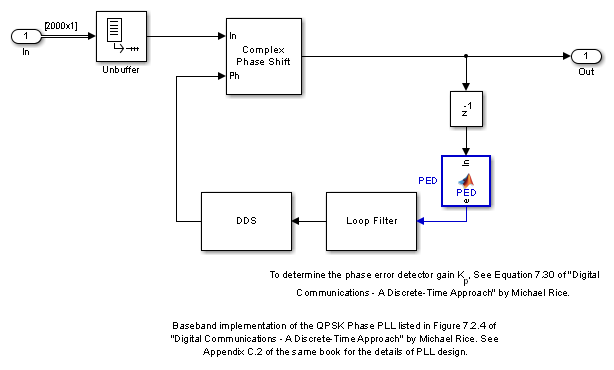 [2000x1]
1
In
Unbuffer
In
Complex
Phase Shift
Ph
1
Out
z-1
In
PED
PED
e
DDS
Loop Filter
To determine the phase error detector gain Kp, See Equation 7.30 of "Digital
Communications - A Discrete-Time Approach" by Michael Rice.
Baseband implementation of the QPSK Phase PLL listed in Figure 7.2.4 of
"Digital Communications - A Discrete-Time Approach" by Michael Rice. See
Appendix C.2 of the same book for the details of PLL design.